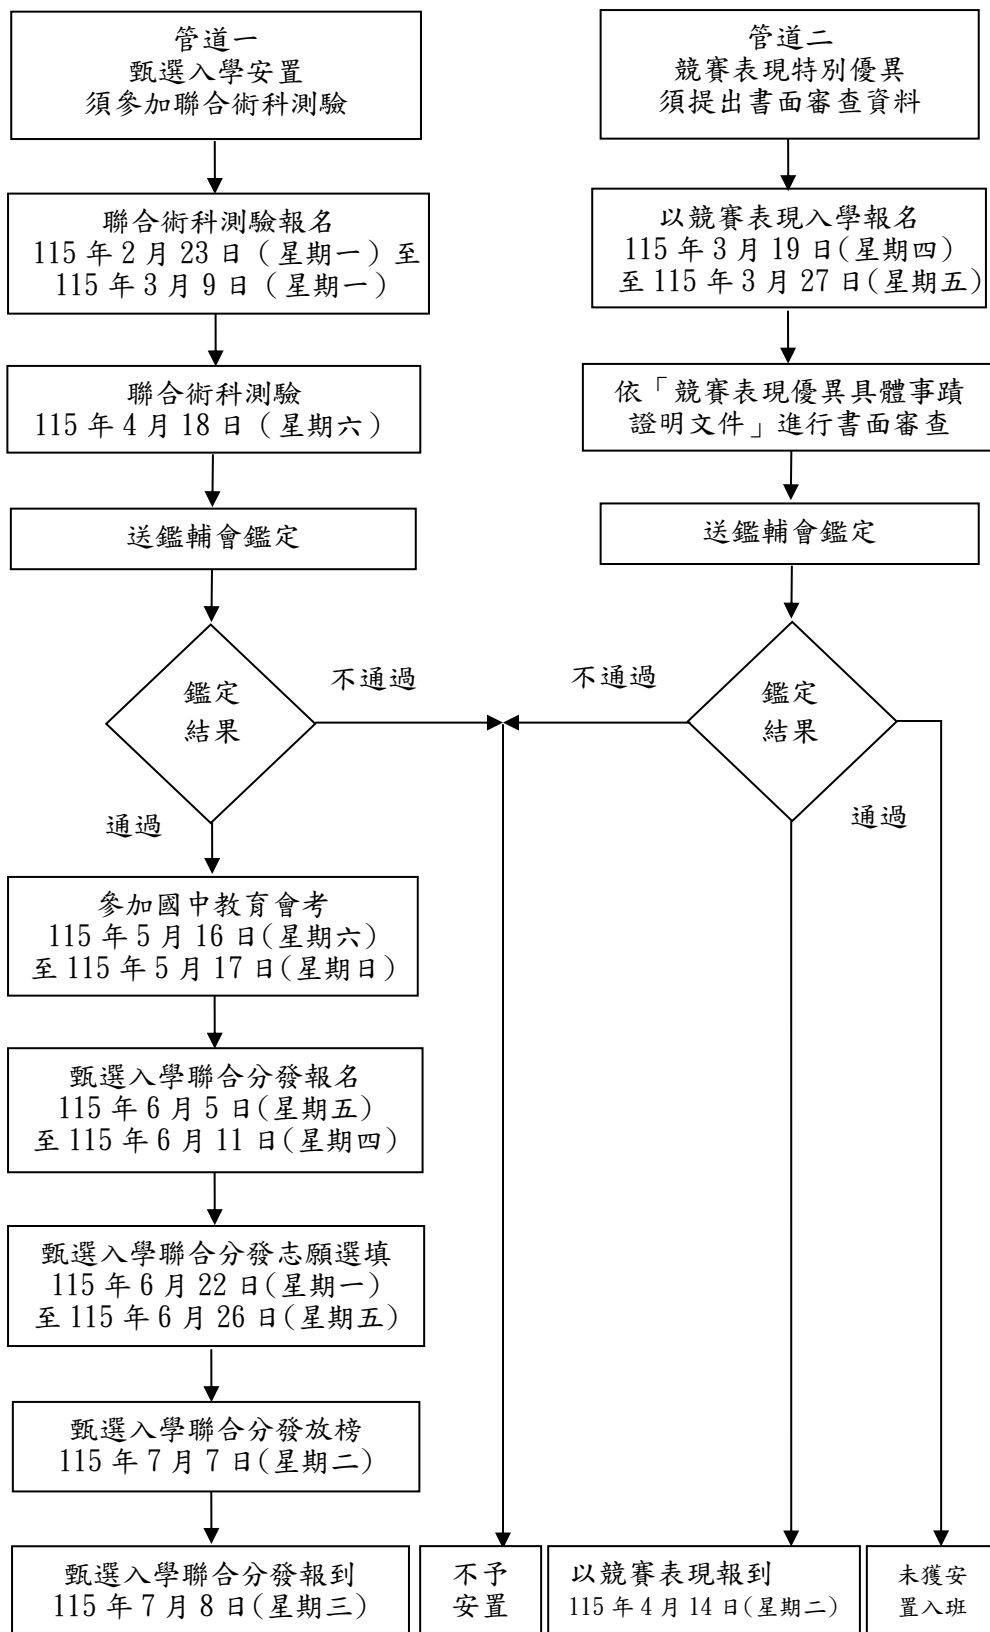 管道一
甄選入學安置
須參加聯合術科測驗
聯合術科測驗報名
115 年 2 月 23 日（星期一）至
115 年 3 月 9 日（星期一）
聯合術科測驗
115 年 4 月 18 日（星期六）
送鑑輔會鑑定
鑑定
結果
不通過
通過
參加國中教育會考
115 年 5 月 16 日(星期六)
至 115 年 5 月 17 日(星期日)
甄選入學聯合分發報名
115 年 6 月 5 日(星期五)
至 115 年 6 月 11 日(星期四)
甄選入學聯合分發志願選填
115 年 6 月 22 日(星期一)
至 115 年 6 月 26 日(星期五)
甄選入學聯合分發放榜
115 年 7 月 7 日(星期二)
甄選入學聯合分發報到
115 年 7 月 8 日(星期三)
管道二
競賽表現特別優異
須提出書面審查資料
以競賽表現入學報名
115 年 3 月 19 日(星期四)
至 115 年 3 月 27 日(星期五)
依「競賽表現優異具體事蹟
證明文件」進行書面審查
送鑑輔會鑑定
鑑定
結果
不通過
通過
不予
安置
以競賽表現報到
115 年 4 月 14 日(星期二)
未獲安
置入班